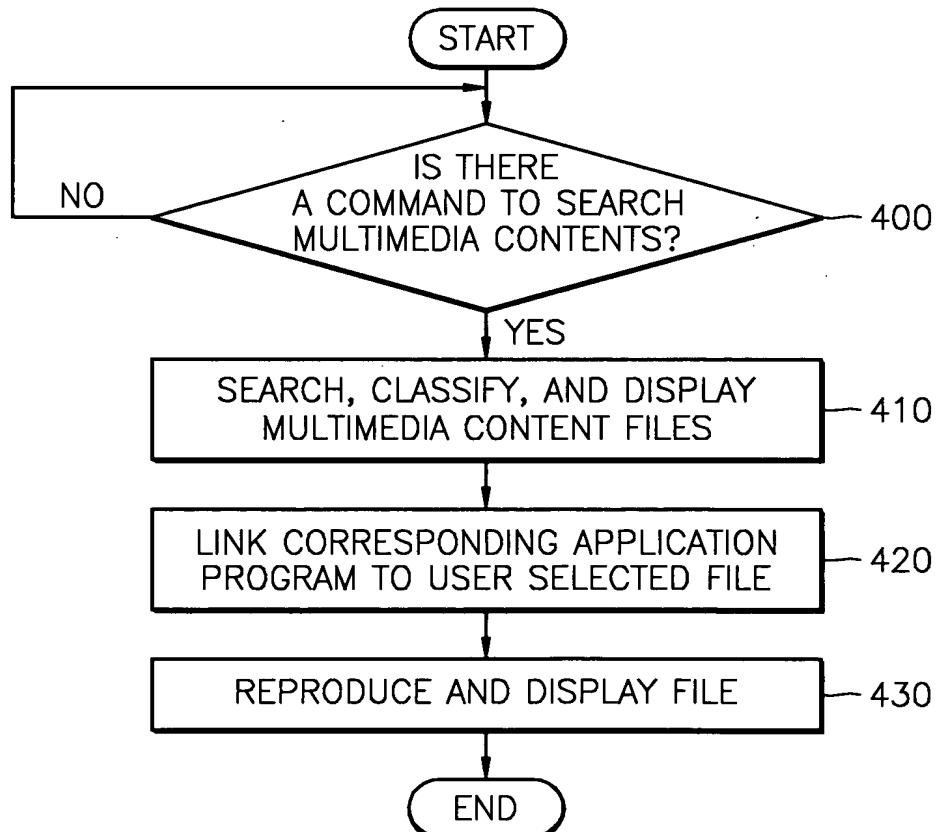 START
IS THERE
A COMMAND TO SEARCH
MULTIMEDIA CONTENTS?
NO
400
YES
SEARCH, CLASSIFY, AND DISPLAY
MULTIMEDIA CONTENT FILES
410
LINK CORRESPONDING APPLICATION
PROGRAM TO USER SELECTED FILE
420
REPRODUCE AND DISPLAY FILE
430
END